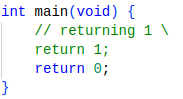 int main(void) {
    // returning 1 \
    return 1;
    return 0;
}